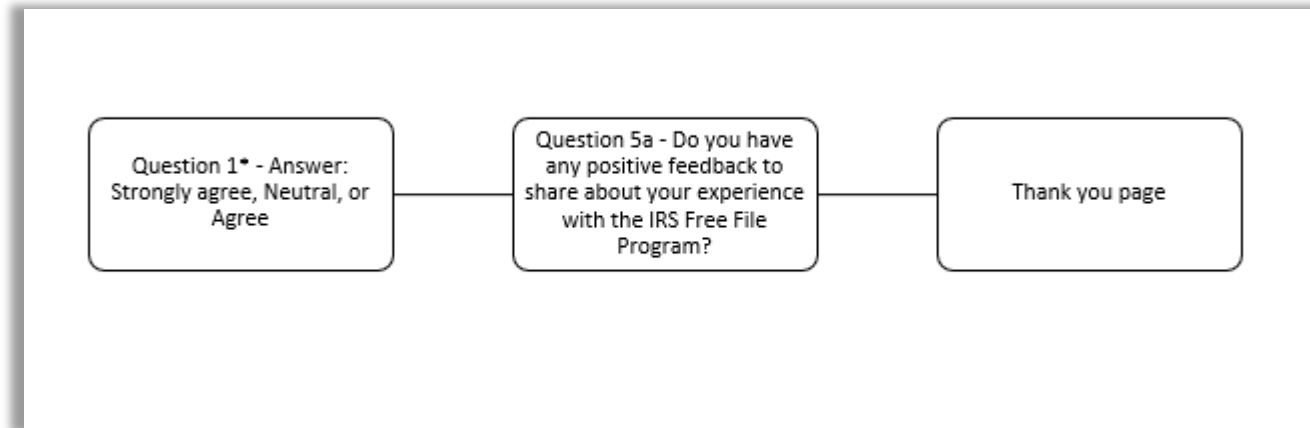 Question 1* - Answer:
Strongly agree, Neutral, or
Agree
Question 5a - Do you have
any positive feedback to
share about your experience
with the IRS Free File
Program?
Thank you page